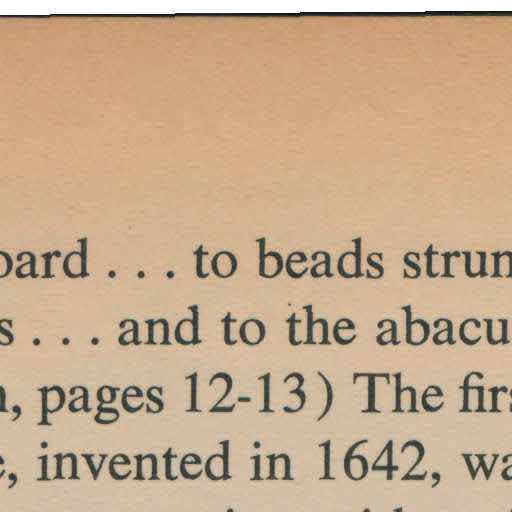 oard . . . to beads strun
s . . . and to the abacu
, pages 12-13) The firs
e, invented in 1642, wa